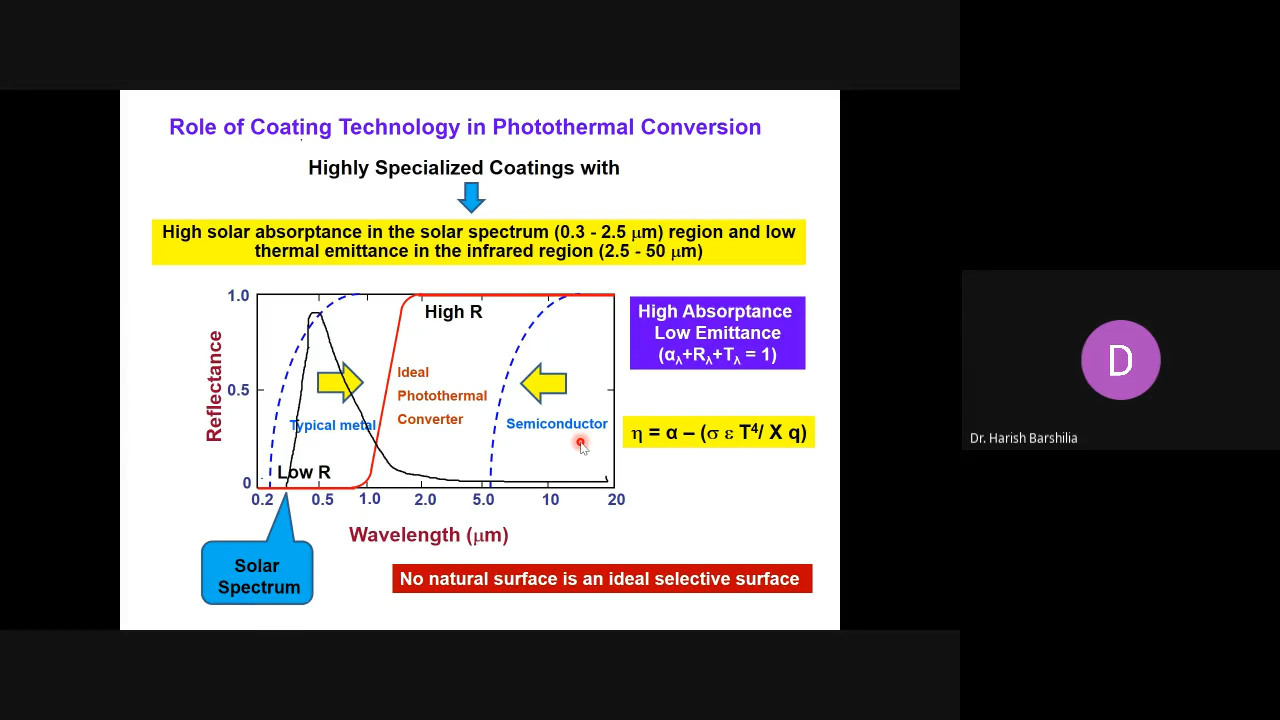 Role of Coating Technology in Photothermal Conversion
Highly Specialized Coatings with
High solar absorptance in the solar spectrum (0.3 - 2.5 μm) region and low
thermal emittance in the infrared region (2.5 - 50 μm)
Reflectance
1.0
0.5
0
High R
Ideal
Photothermal
Converter
Typical metal
Semiconductor
Low R
0.2 0.5 1.0 2.0 5.0 10 20
Wavelength (μm)
High Absorptance
Low Emittance
(αλ+Rλ+Tλ = 1)
η = α – (σ ε T⁴/ X q)
Solar
Spectrum
No natural surface is an ideal selective surface
D
Dr. Harish Barshilia